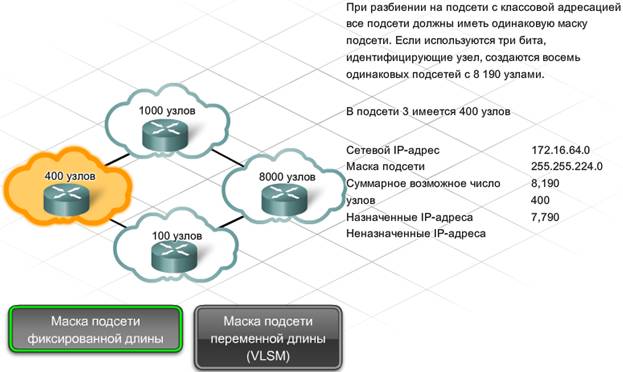 При разбиении на подсети с классовой адресацией
все подсети должны иметь одинаковую маску
подсети. Если используются три бита,
идентифицирующие узел, создаются восемь
одинаковых подсетей с 8 190 узлами.
В подсети 3 имеется 400 узлов
Сетевой IP-адрес 172.16.64.0
Маска подсети 255.255.224.0
Суммарное возможное число 8,190
узлов 400
Назначенные IP-адреса 7,790
Неназначенные IP-адреса
1000 узлов
400 узлов
8000 узлов
100 узлов
Маска подсети
фиксированной длины
Маска подсети
переменной длины
(VLSM)